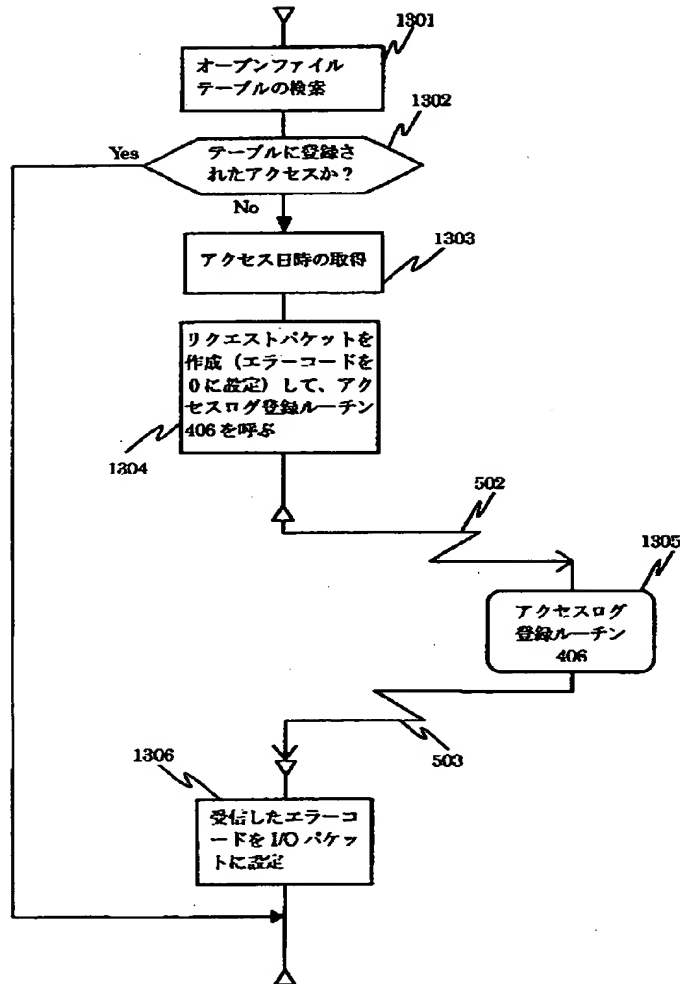 1301
オープンファイル
テーブルの検索
1302
Yes
テーブルに登録さ
れたアクセスか？
No
1303
アクセス日時の取得
リクエストパケットを
作成（エラーコードを
0に設定）して、アク
セスログ登録ルーチン
406を呼ぶ
1304
502
1305
アクセスログ
登録ルーチン
406
503
1306
受信したエラーコ
ードを I/O パケッ
トに設定